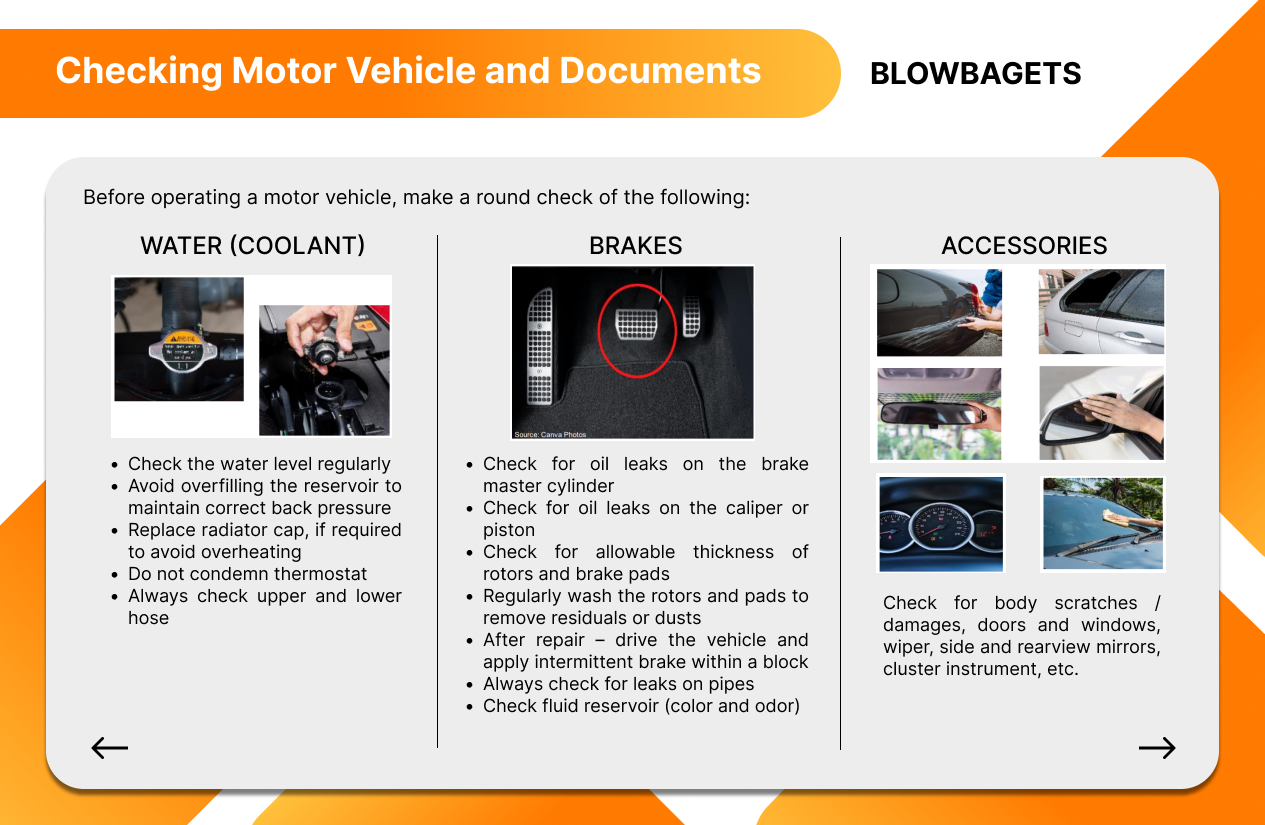 Checking Motor Vehicle and Documents
BLOWBAGETS
Before operating a motor vehicle, make a round check of the following:
WATER (COOLANT)
• Check the water level regularly
• Avoid overfilling the reservoir to
maintain correct back pressure
• Replace radiator cap, if required
to avoid overheating
• Do not condemn thermostat
• Always check upper and lower
hose
BRAKES
Source: Canva Photos
• Check for oil leaks on the brake
master cylinder
• Check for oil leaks on the caliper or
piston
• Check for allowable thickness of
rotors and brake pads
• Regularly wash the rotors and pads to
remove residuals or dusts
• After repair – drive the vehicle and
apply intermittent brake within a block
• Always check for leaks on pipes
• Check fluid reservoir (color and odor)
ACCESSORIES
Check for body scratches /
damages, doors and windows,
wiper, side and rearview mirrors,
cluster instrument, etc.